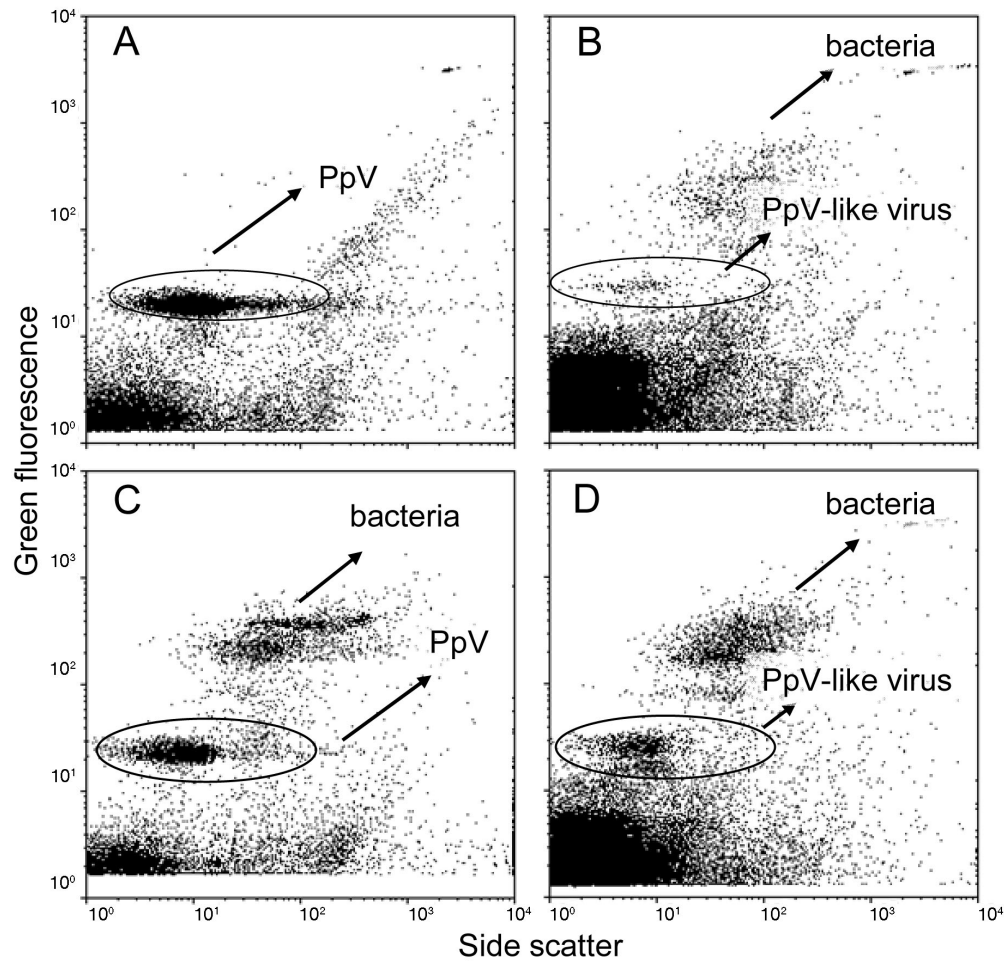 A
PpV
B
bacteria
PpV-like virus
C
bacteria
PpV
D
bacteria
PpV-like virus
Green fluorescence
10⁴
10³
10²
10¹
10⁰
10⁴
10³
10²
10¹
10⁰
10⁰ 10¹ 10² 10³ 10⁴
10⁰ 10¹ 10² 10³ 10⁴
Side scatter